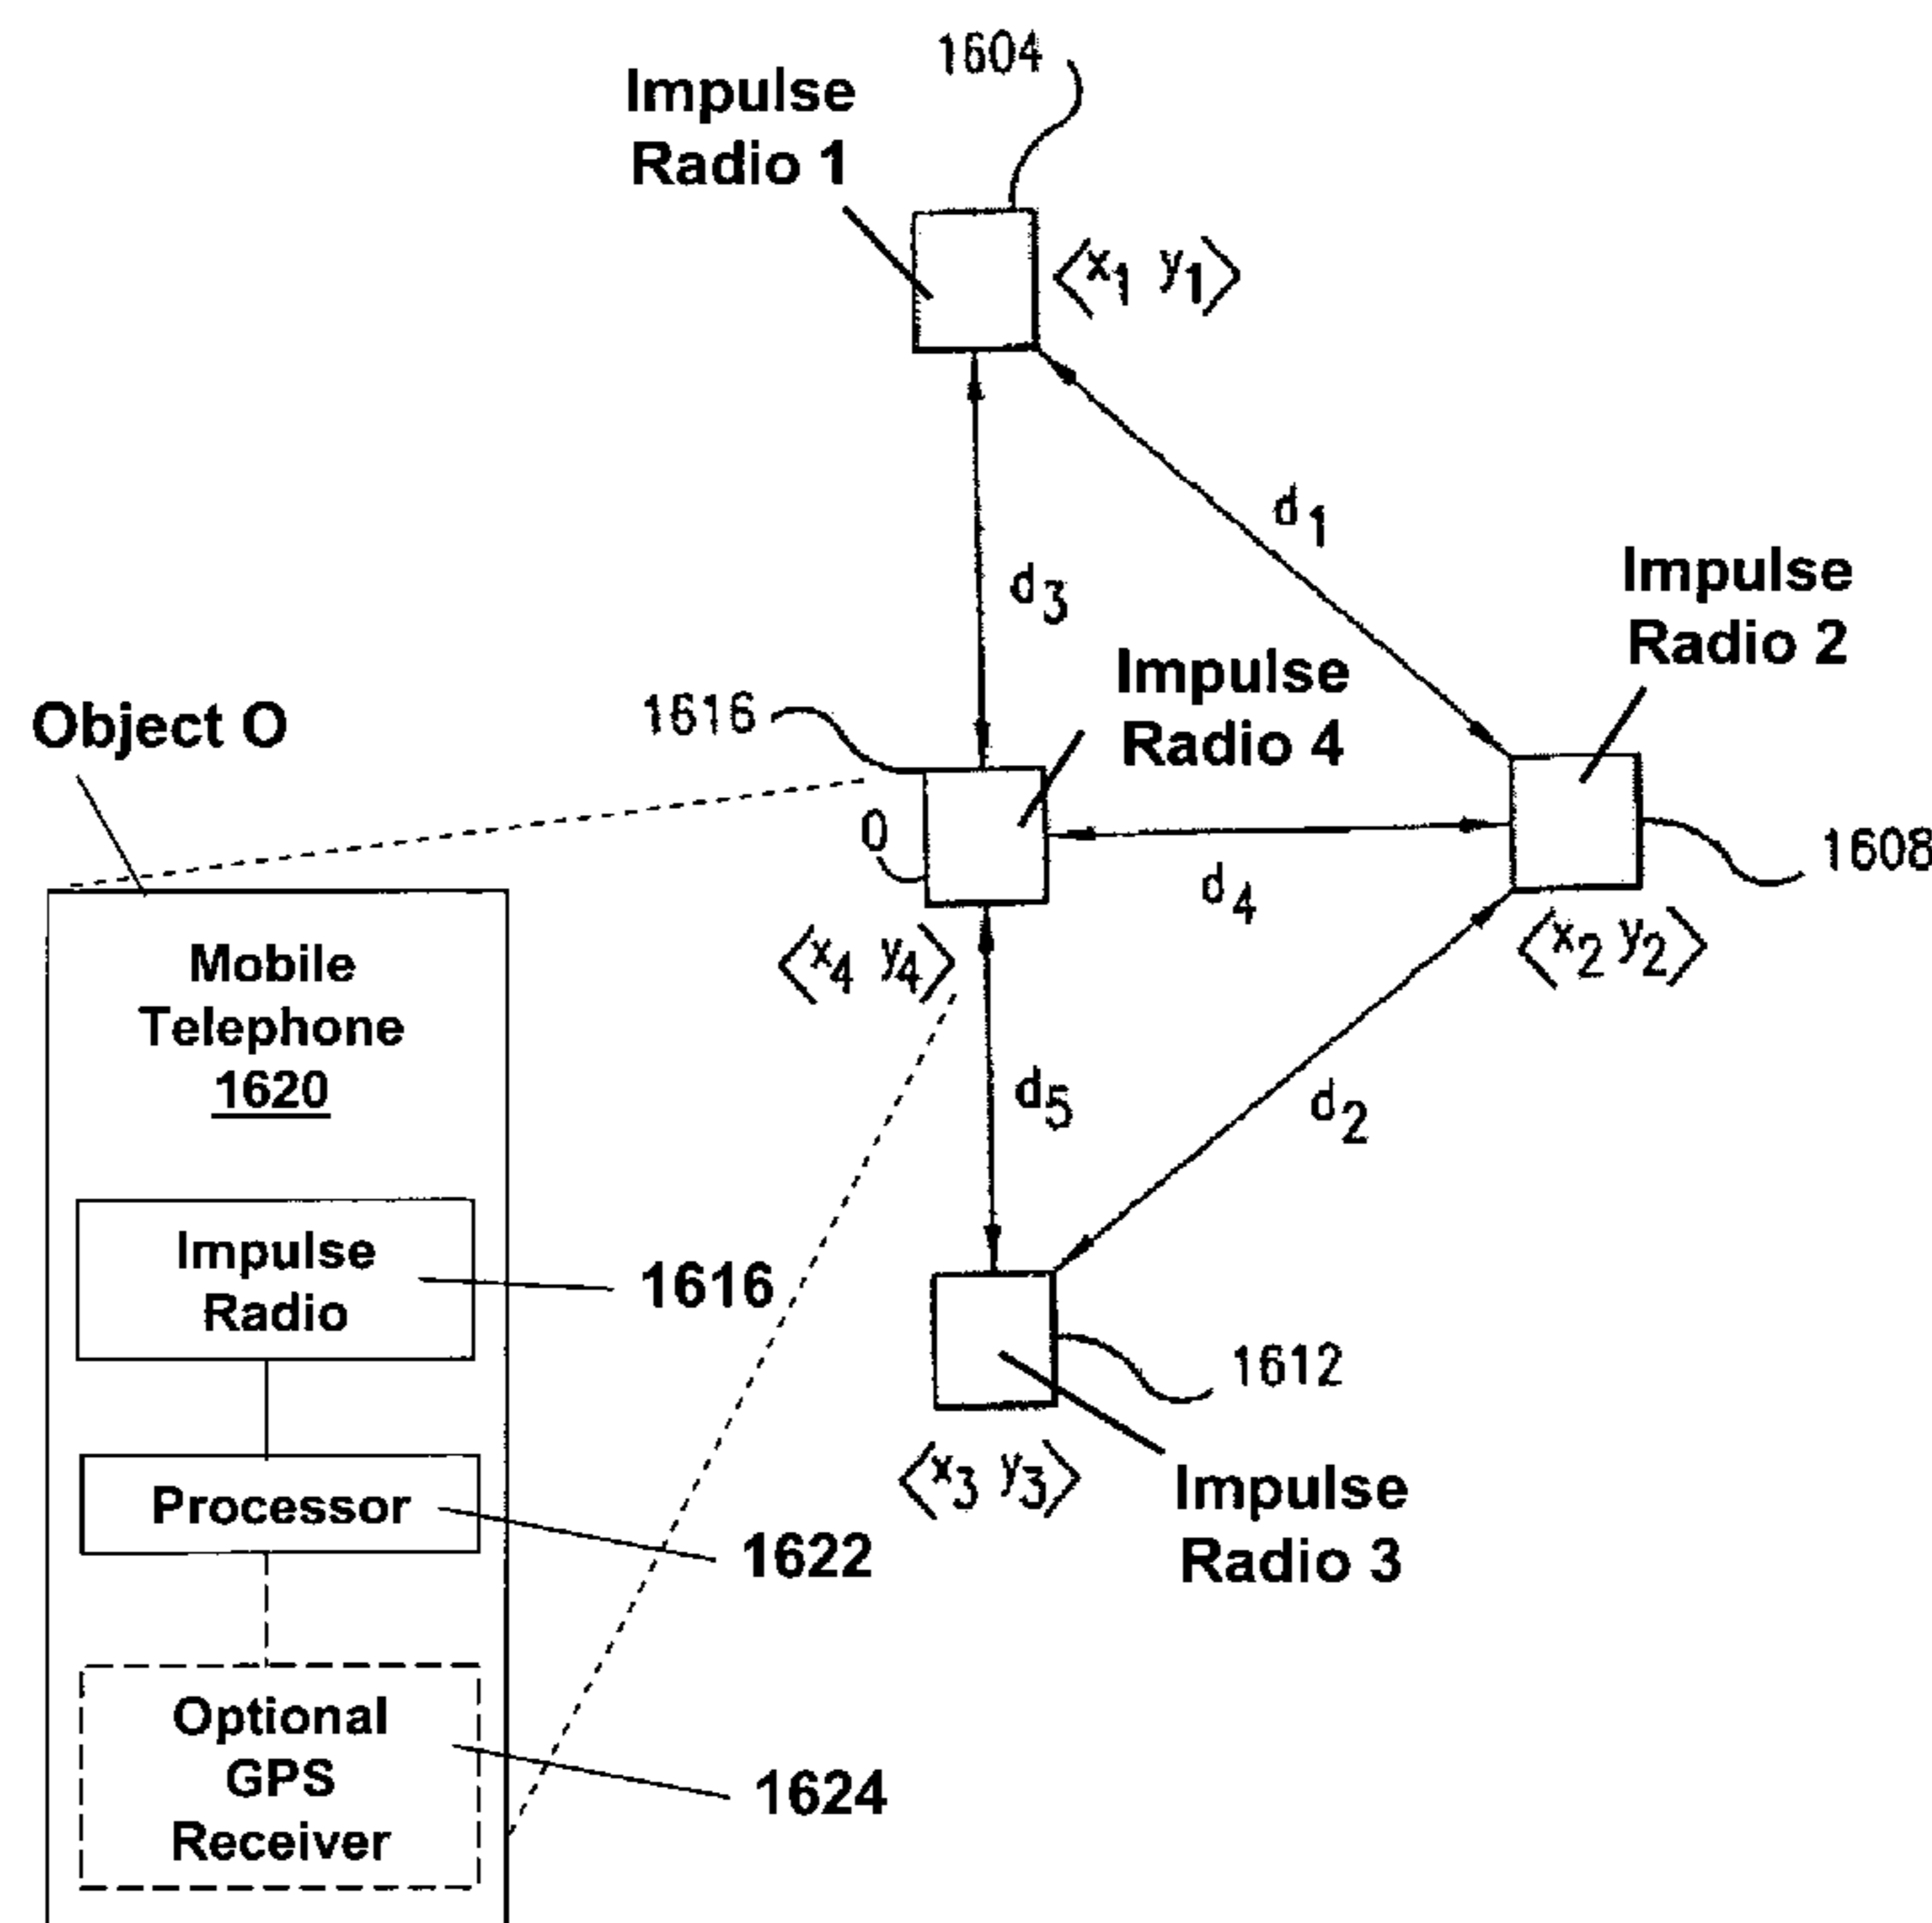 1604
Impulse
Radio 1
⟨x₁ y₁⟩
d₁
d₃
Impulse
Radio 2
Impulse
Radio 4
1616
Object O
O
1608
d₄
⟨x₂ y₂⟩
⟨x₄ y₄⟩
Mobile
Telephone
1620
d₅
d₂
Impulse
Radio
1616
1612
⟨x₃ y₃⟩
Impulse
Radio 3
Processor
1622
Optional
GPS
Receiver
1624